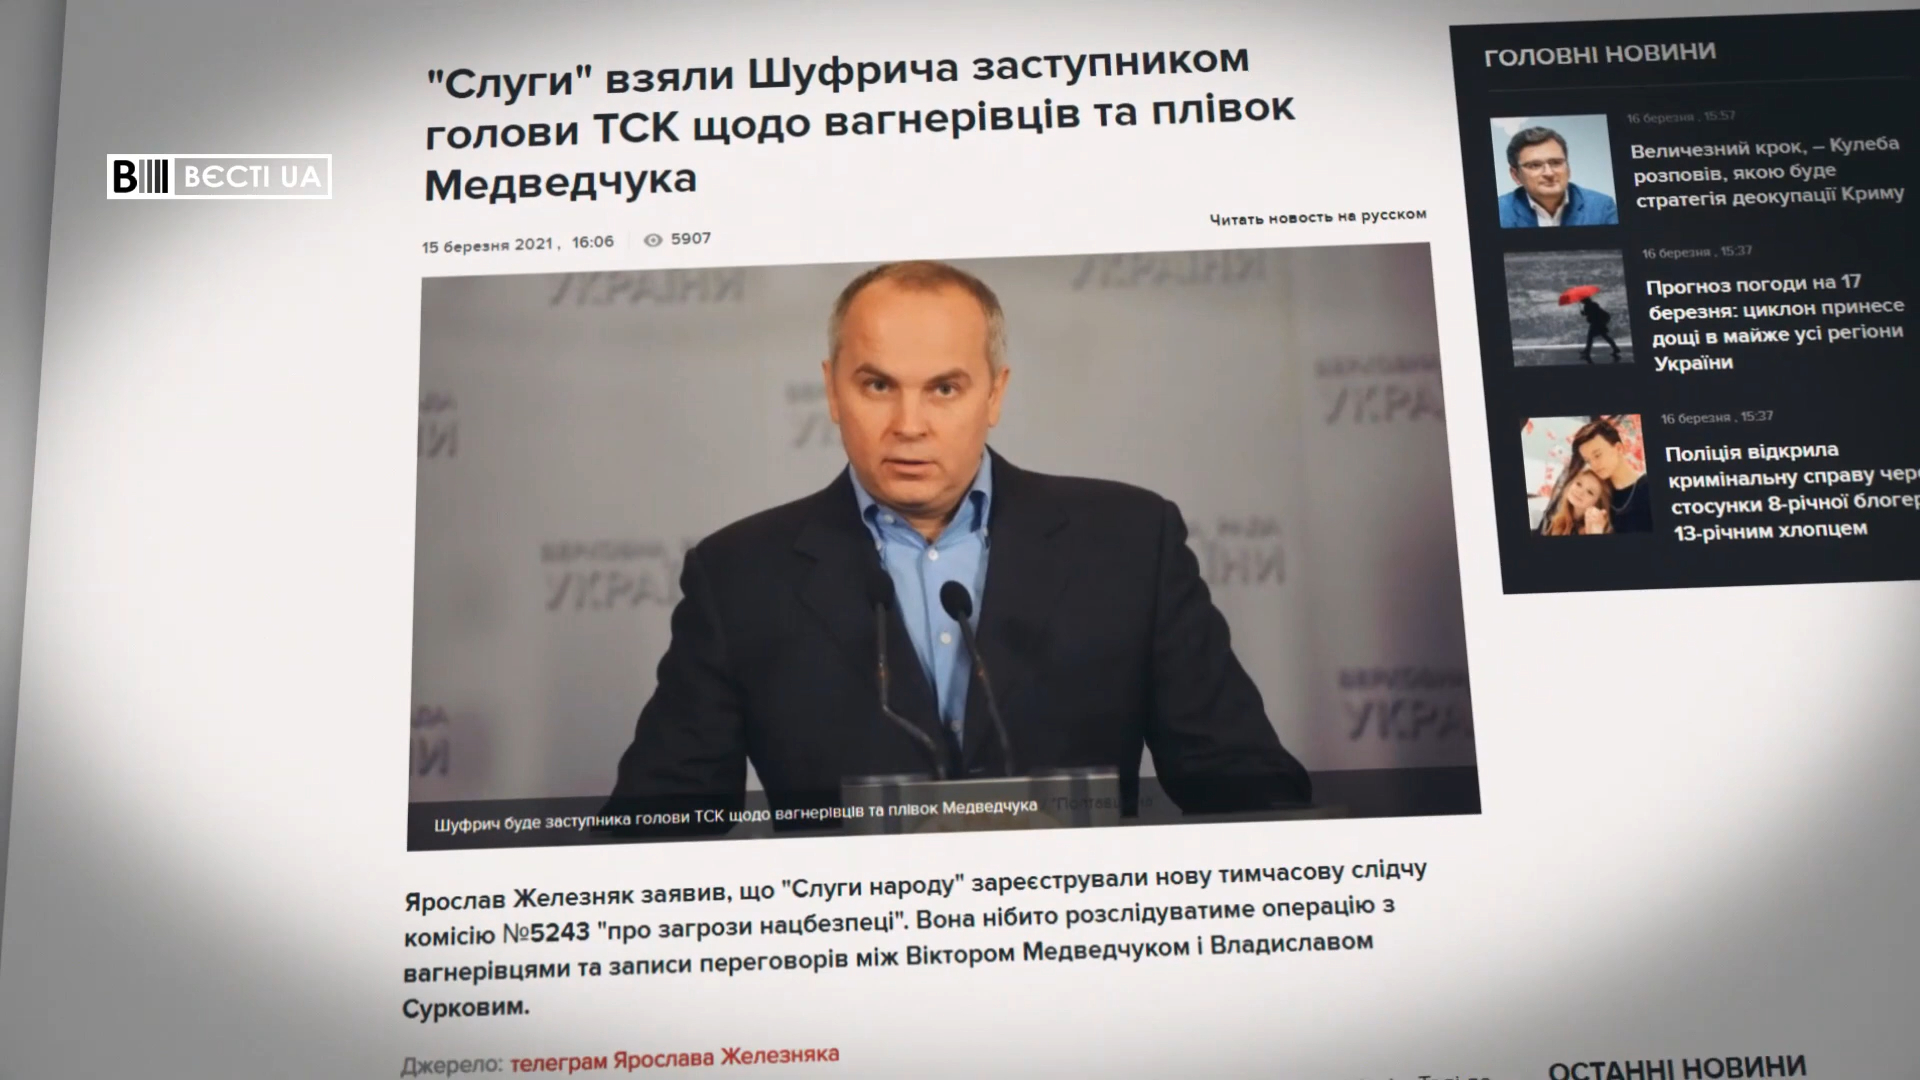 "Слуги" взяли Шуфрича заступником
голови ТСК щодо вагнерівців та плівок
Медведчука
В ВЄСТІ UA
15 березня 2021, 16:06 5907
Читать новость на русском
УКРАЇНИ
УКРАЇНИ
Шуфрич буде заступника голови ТСК щодо вагнерівців та плівок Медведчука
Ярослав Железняк заявив, що "Слуги народу" зареєстрували нову тимчасову слідчу
комісію №5243 "про загрози нацбезпеці". Вона нібито розслідуватиме операцію з
вагнерівцями та записи переговорів між Віктором Медведчуком і Владиславом
Сурковим.
Джерело: телеграм Ярослава Железняка
ГОЛОВНІ НОВИНИ
16 березня, 15:57
Величезний крок, – Кулеба
розповів, якою буде
стратегія деокупації Криму
16 березня, 15:37
Прогноз погоди на 17
березня: циклон принесе
дощі в майже усі регіони
України
16 березня, 15:37
Поліція відкрила
кримінальну справу чер
стосунки 8-річної блогер
13-річним хлопцем
ОСТАННІ НОВИНИ